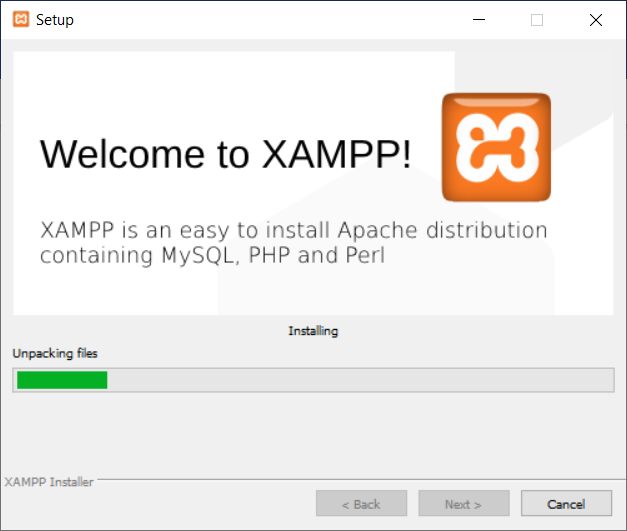 Setup
Welcome to XAMPP!
XAMPP is an easy to install Apache distribution
containing MySQL, PHP and Perl
Installing
Unpacking files
XAMPP Installer
< Back
Next >
Cancel